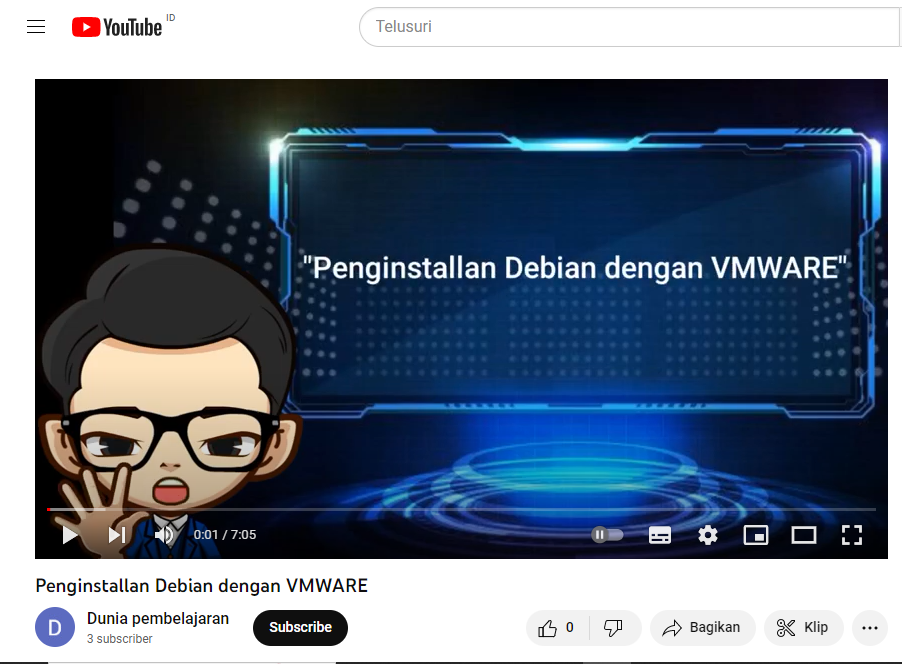 YouTube ID
Telusuri
"Penginstallan Debian dengan VMWARE"
0:01 / 7:05
Penginstallan Debian dengan VMWARE
D
Dunia pembelajaran
3 subscriber
Subscribe
0
Bagikan
Klip